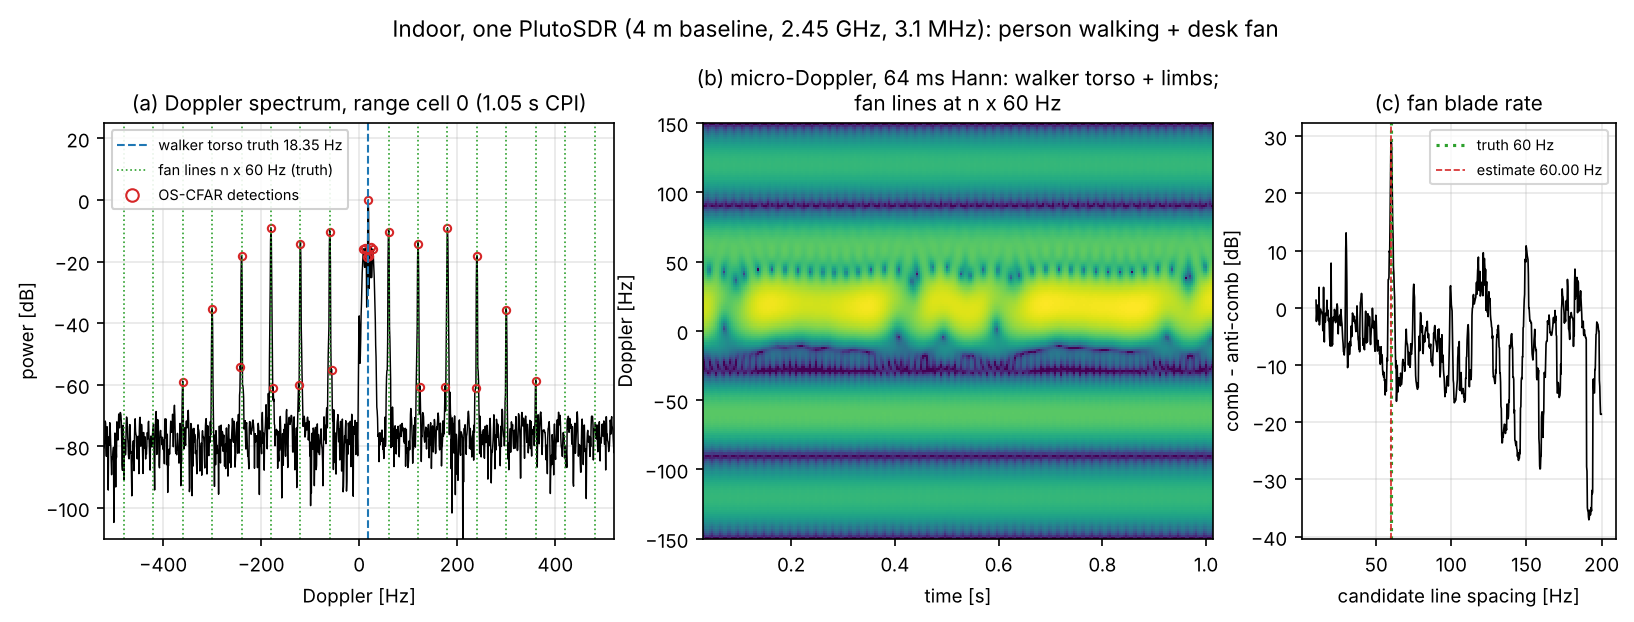 Indoor, one PlutoSDR (4 m baseline, 2.45 GHz, 3.1 MHz): person walking + desk fan
(a) Doppler spectrum, range cell 0 (1.05 s CPI)
20
0
−20
−40
−60
−80
−100
power [dB]
walker torso truth 18.35 Hz
fan lines n x 60 Hz (truth)
OS-CFAR detections
−400
−200
0
200
400
Doppler [Hz]
(b) micro-Doppler, 64 ms Hann: walker torso + limbs;
fan lines at n x 60 Hz
150
100
50
0
−50
−100
−150
Doppler [Hz]
0.2
0.4
0.6
0.8
1.0
time [s]
(c) fan blade rate
30
20
10
0
−10
−20
−30
−40
comb - anti-comb [dB]
truth 60 Hz
estimate 60.00 Hz
50
100
150
200
candidate line spacing [Hz]